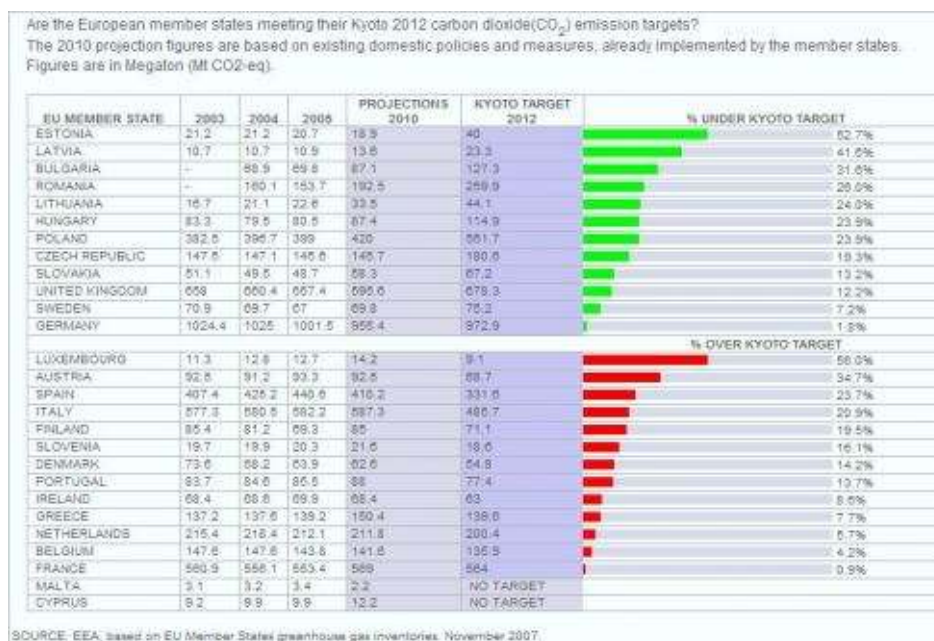 Are the European member states meeting their Kyoto 2012 carbon dioxide(CO2) emission targets?
The 2010 projection figures are based on existing domestic policies and measures, already implemented by the member states.
Figures are in Megaton (Mt CO2-eq).
PROJECTIONS KYOTO TARGET
EU MEMBER STATE 2003 2004 2005 2010 2012 % UNDER KYOTO TARGET
ESTONIA 21.2 21.2 20.7 18.9 40 52.7%
LATVIA 10.7 10.7 10.9 13.6 23.3 41.6%
BULGARIA - 68.9 69.8 87.1 127.3 31.6%
ROMANIA - 160.1 153.7 192.5 259.9 26.0%
LITHUANIA 16.7 21.1 22.6 33.5 44.1 24.0%
HUNGARY 83.3 79.5 80.5 87.4 114.9 23.9%
POLAND 382.5 396.7 399 420 551.7 23.9%
CZECH REPUBLIC 147.5 147.1 145.6 145.7 180.6 19.3%
SLOVAKIA 51.1 49.5 48.7 58.3 67.2 13.2%
UNITED KINGDOM 658 660.4 657.4 595.6 678.3 12.2%
SWEDEN 70.9 69.7 67 69.8 75.2 7.2%
GERMANY 1024.4 1025 1001.5 955.4 972.9 1.8%
% OVER KYOTO TARGET
LUXEMBOURG 11.3 12.8 12.7 14.2 9.1 56.0%
AUSTRIA 92.5 91.2 93.3 92.6 68.7 34.7%
SPAIN 407.4 425.2 440.6 410.2 331.6 23.7%
ITALY 577.3 580.5 582.2 587.3 485.7 20.9%
FINLAND 85.4 81.2 69.3 85 71.1 19.5%
SLOVENIA 19.7 19.9 20.3 21.6 18.6 16.1%
DENMARK 73.6 68.2 63.9 62.6 54.8 14.2%
PORTUGAL 83.7 84.6 85.5 88 77.4 13.7%
IRELAND 68.4 68.6 69.9 68.4 63 8.6%
GREECE 137.2 137.6 139.2 150.4 139.6 7.7%
NETHERLANDS 215.4 218.4 212.1 211.8 200.4 5.7%
BELGIUM 147.6 147.6 143.8 141.6 135.9 4.2%
FRANCE 560.9 556.1 553.4 569 564 0.9%
MALTA 3.1 3.2 3.4 2.2 NO TARGET
CYPRUS 9.2 9.9 9.9 12.2 NO TARGET
SOURCE: EEA, based on EU Member States greenhouse gas inventories, November 2007.